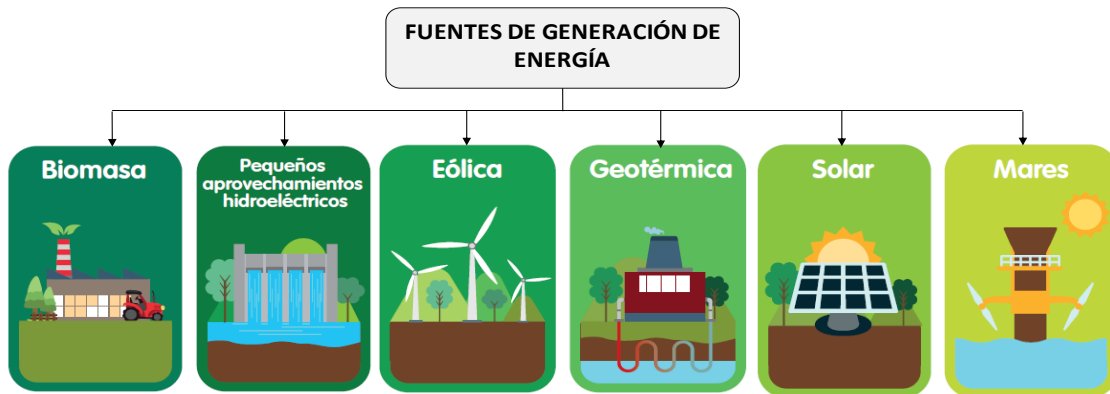 FUENTES DE GENERACIÓN DE
ENERGÍA
Biomasa
Pequeños
aprovechamientos
hidroeléctricos
Eólica
Geotérmica
Solar
Mares